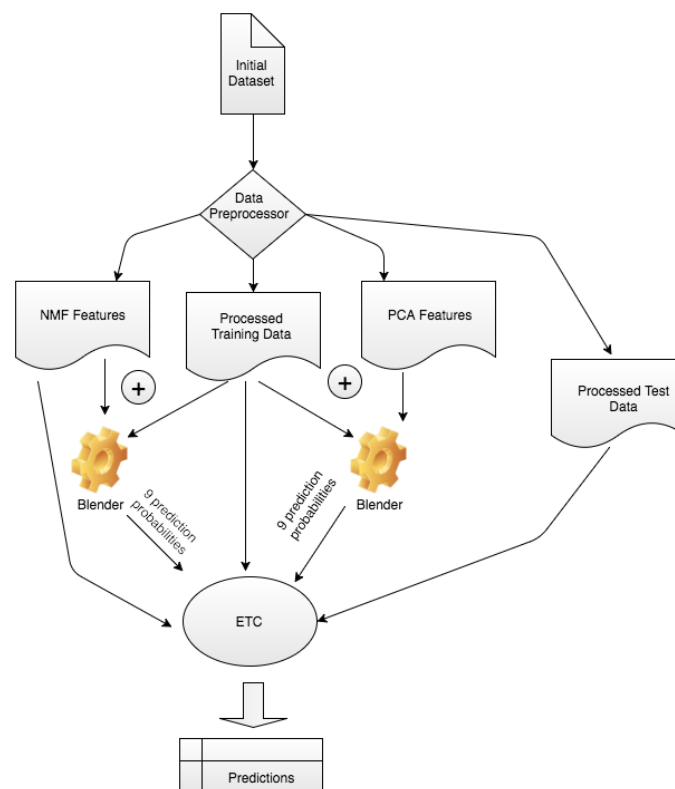 Initial
Dataset
Data
Preprocessor
NMF Features
Processed
Training Data
PCA Features
Processed Test
Data
+
+
Blender
Blender
9 prediction
probabilities
9 prediction
probabilities
ETC
Predictions